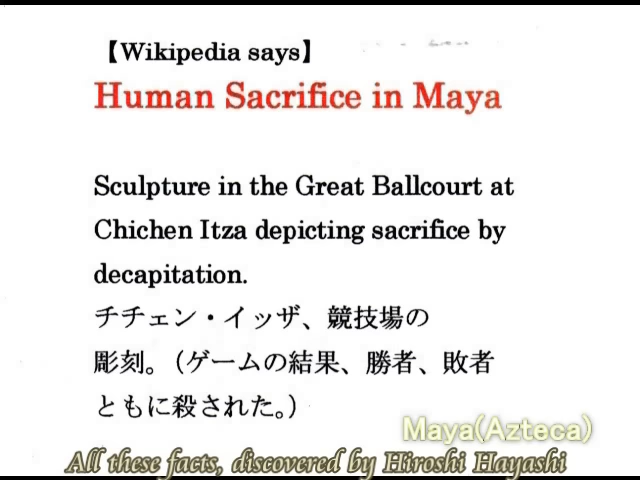 【Wikipedia says】
Human Sacrifice in Maya
Sculpture in the Great Ballcourt at
Chichen Itza depicting sacrifice by
decapitation.
チチェン・イッザ、競技場の
彫刻。（ゲームの結果、勝者、敗者
ともに殺された。）
Maya(Azteca)
All these facts, discovered by Hiroshi Hayashi